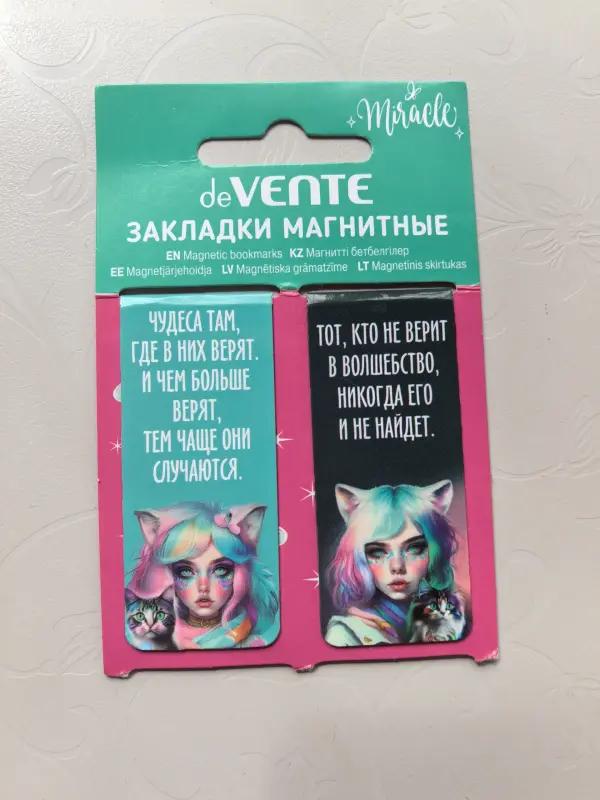 Miracle
deVENTE
ЗАКЛАДКИ МАГНИТНЫЕ
EN Magnetic bookmarks KZ Магнитті бетбелгілер
EE Magnetjärjehoidja LV Magnētiska grāmatzīme LT Magnetinis skirtukas
ЧУДЕСА ТАМ,
ГДЕ В НИХ ВЕРЯТ.
И ЧЕМ БОЛЬШЕ
ВЕРЯТ,
ТЕМ ЧАЩЕ ОНИ
СЛУЧАЮТСЯ.
ТОТ, КТО НЕ ВЕРИТ
В ВОЛШЕБСТВО,
НИКОГДА ЕГО
И НЕ НАЙДЕТ.